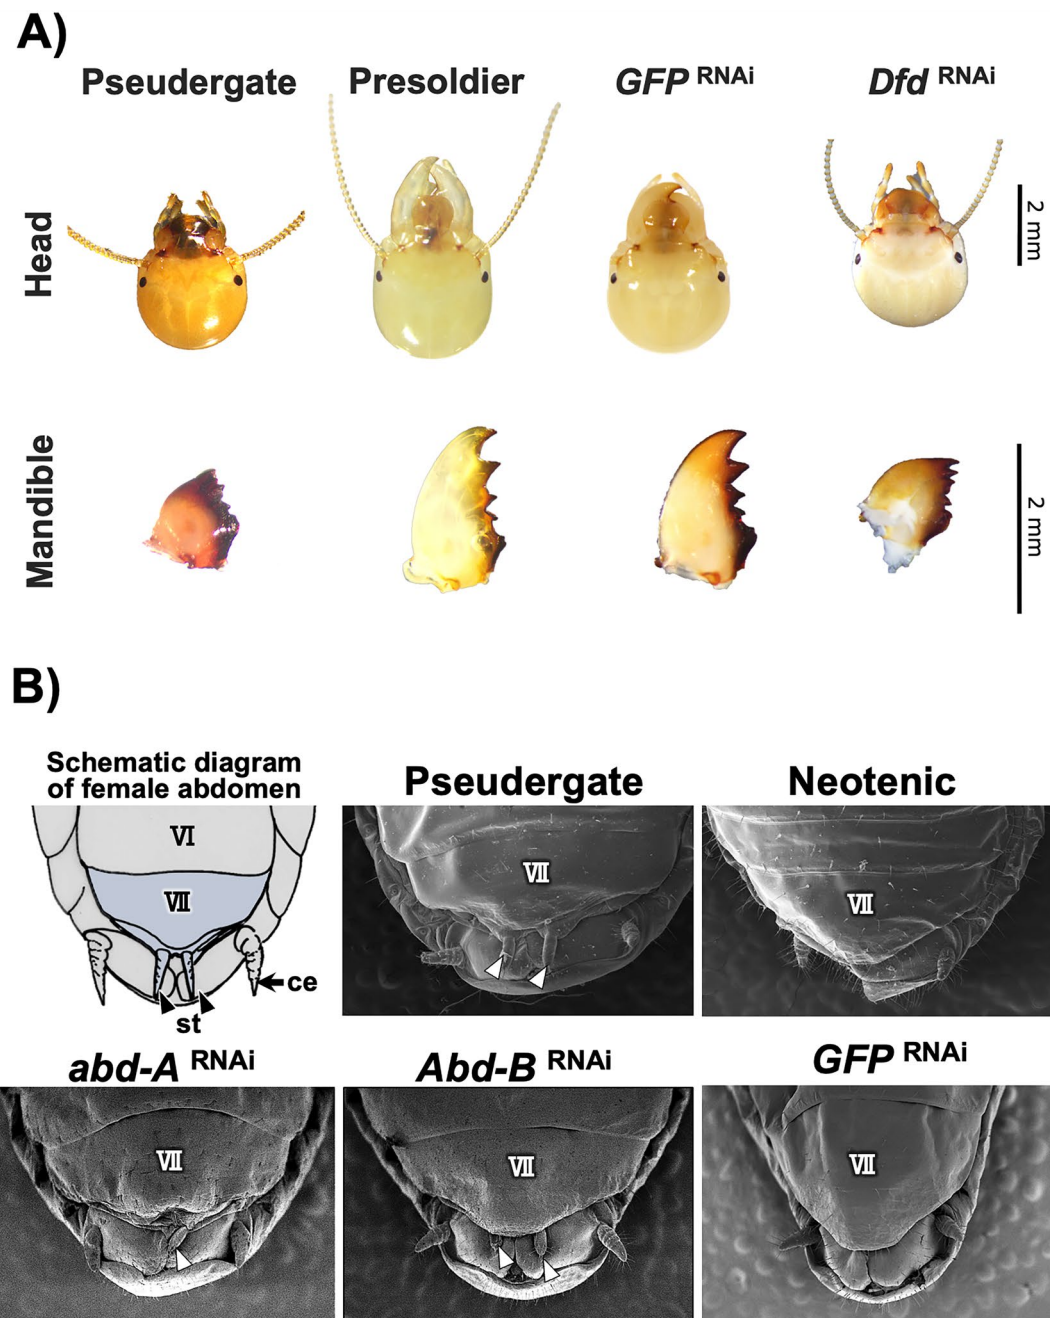 A)
Pseudergate
Presoldier
GFP RNAi
Dfd RNAi
Head
2 mm
Mandible
2 mm
B)
Schematic diagram
of female abdomen
Pseudergate
Neotenic
VI
VII
ce
st
VII
VII
abd-A RNAi
Abd-B RNAi
GFP RNAi
VII
VII
VII